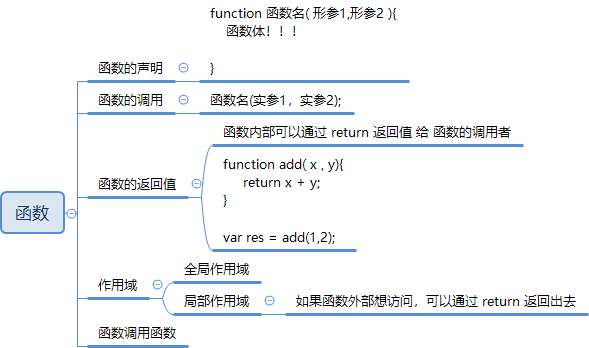 function 函数名( 形参1,形参2 ){
函数体！！！
函数的声明
}
函数的调用
函数名(实参1，实参2);
函数内部可以通过 return 返回值 给 函数的调用者
函数的返回值
function add( x , y){
return x + y;
}
var res = add(1,2);
函数
作用域
全局作用域
局部作用域
如果函数外部想访问，可以通过 return 返回出去
函数调用函数